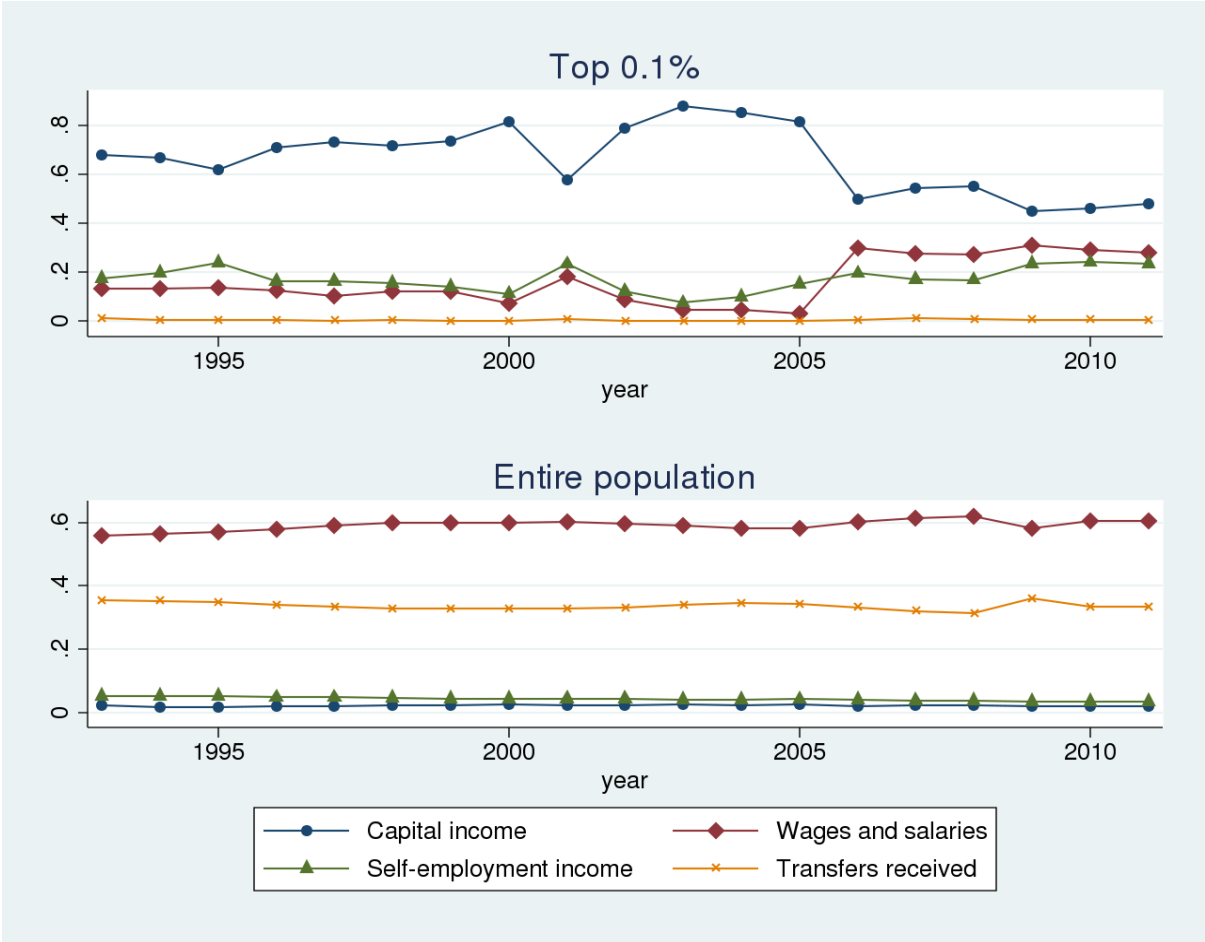 Top 0.1%
.8
.6
.4
.2
0
1995 2000 2005 2010
year
Entire population
.6
.4
.2
0
1995 2000 2005 2010
year
Capital income Wages and salaries
Self-employment income Transfers received